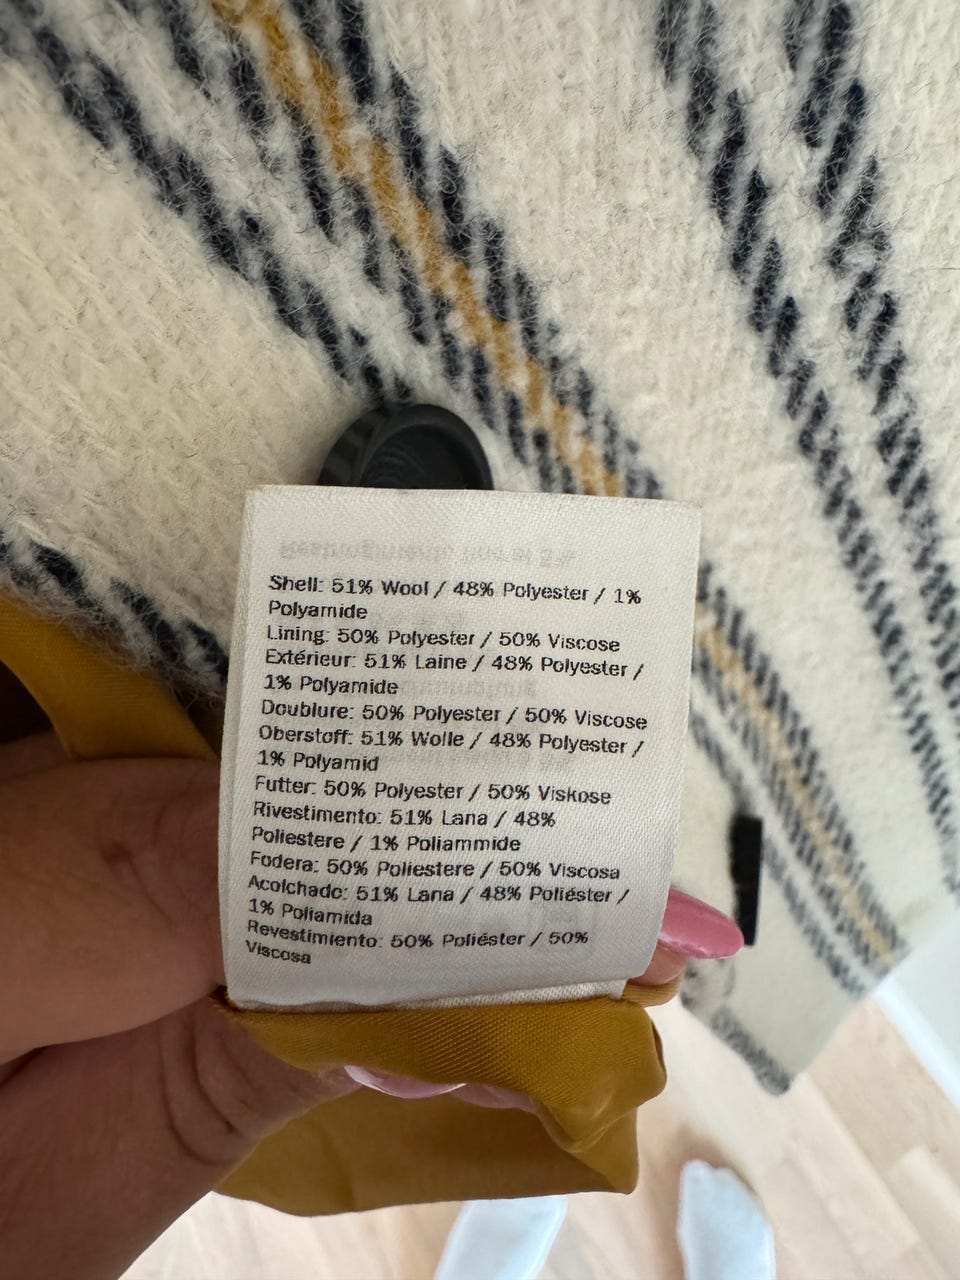 Shell: 51% Wool / 48% Polyester / 1%
Polyamide
Lining: 50% Polyester / 50% Viscose
Extérieur: 51% Laine / 48% Polyester /
1% Polyamide
Doublure: 50% Polyester / 50% Viscose
Oberstoff: 51% Wolle / 48% Polyester /
1% Polyamid
Futter: 50% Polyester / 50% Viskose
Rivestimento: 51% Lana / 48%
Poliestere / 1% Poliammide
Fodera: 50% Poliestere / 50% Viscosa
Acolchado: 51% Lana / 48% Poliéster /
1% Poliamida
Revestimiento: 50% Poliéster / 50%
Viscosa